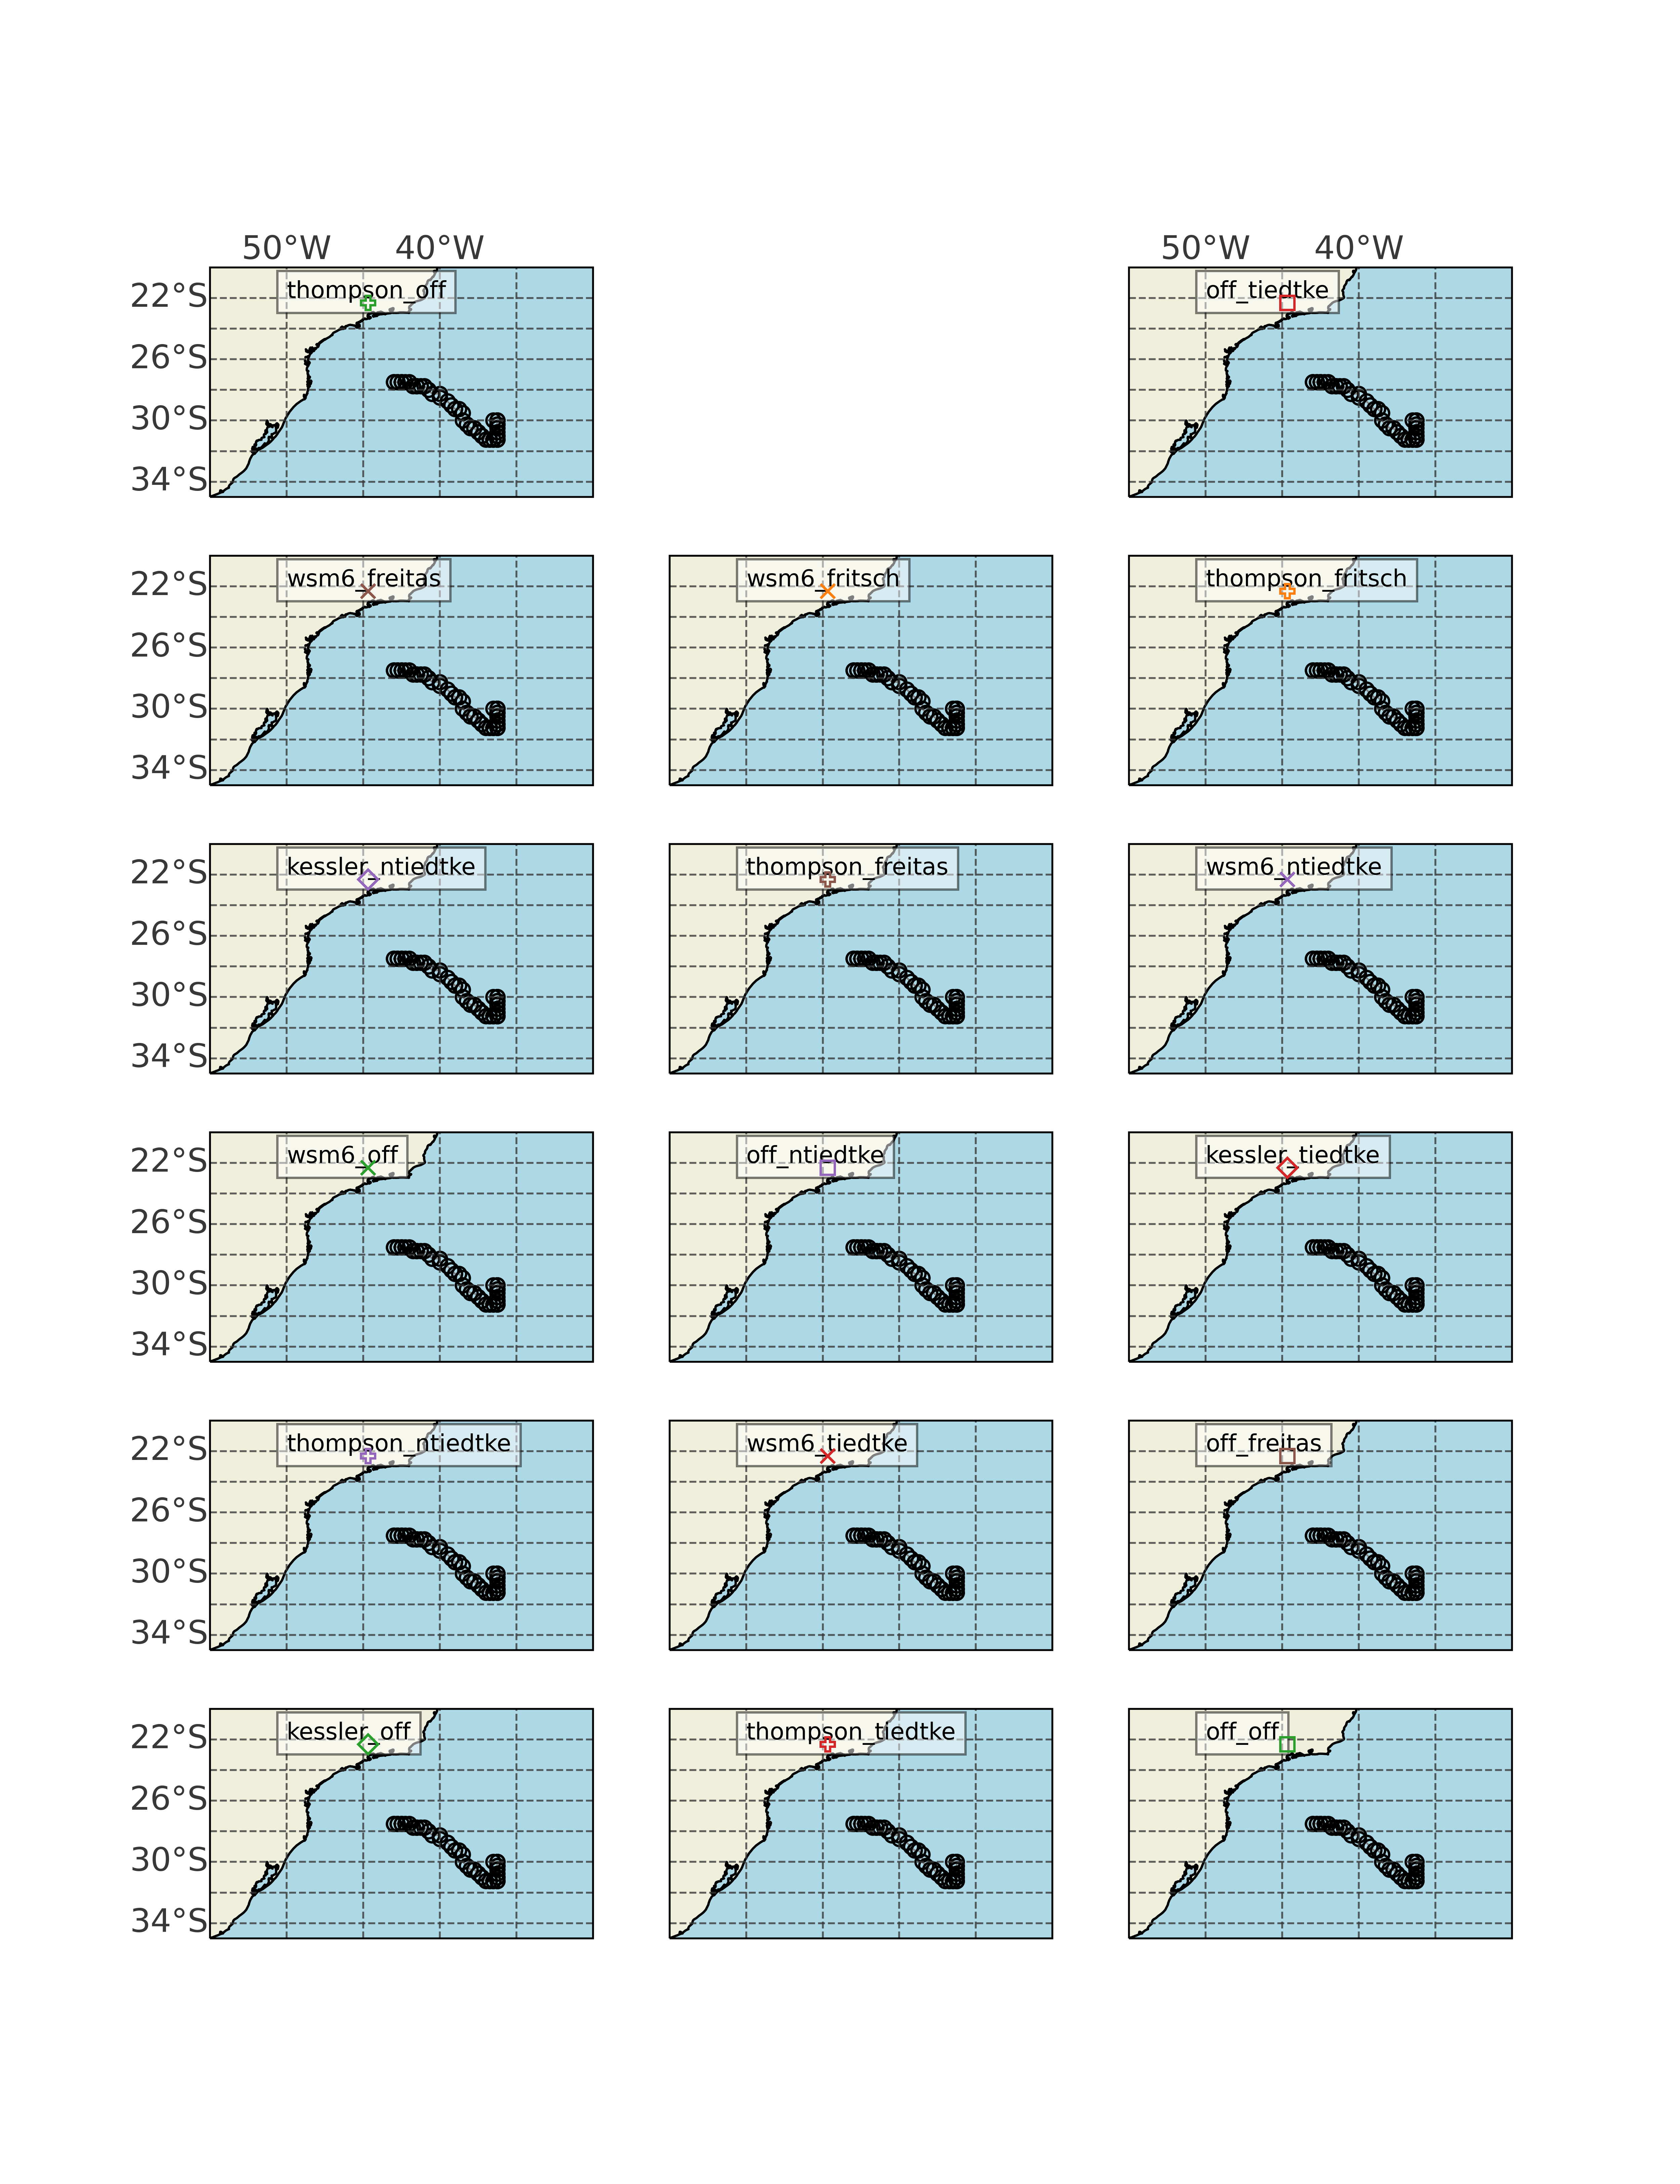 50°W 40°W 50°W 40°W
22°S thompson_off off_tiedtke
26°S
30°S
34°S
22°S wsm6_freitas wsm6_fritsch thompson_fritsch
26°S
30°S
34°S
22°S kessler_ntiedtke thompson_freitas wsm6_ntiedtke
26°S
30°S
34°S
22°S wsm6_off off_ntiedtke kessler_tiedtke
26°S
30°S
34°S
22°S thompson_ntiedtke wsm6_tiedtke off_freitas
26°S
30°S
34°S
22°S kessler_off thompson_tiedtke off_off
26°S
30°S
34°S